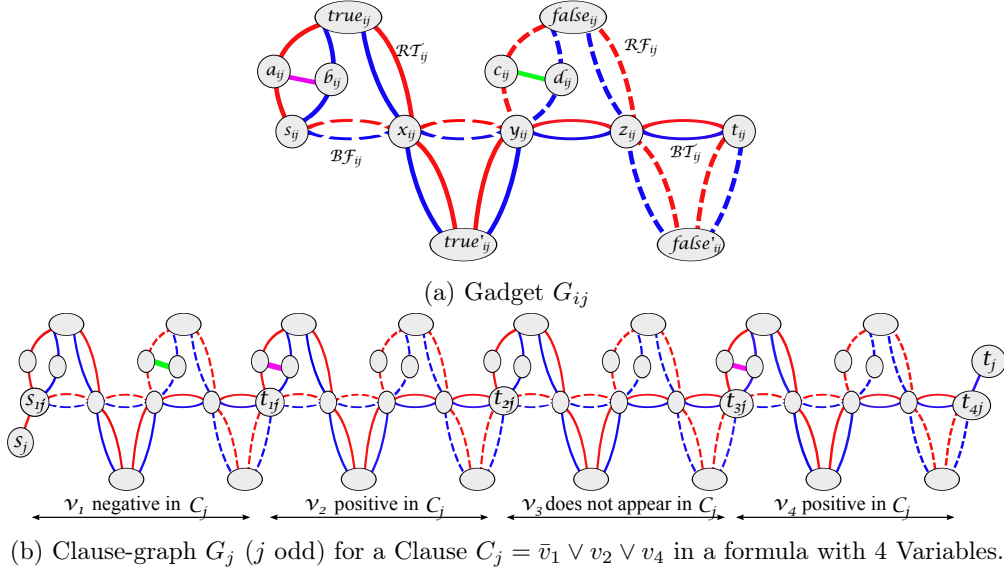 true_ij false_ij
RT_ij RF_ij
a_ij b_ij c_ij d_ij
s_ij x_ij y_ij z_ij t_ij
BF_ij BT_ij
true'_ij false'_ij
(a) Gadget G_ij
t_j
s_1j t_1j t_2j t_3j t_4j
s_j
v_1 negative in C_j v_2 positive in C_j v_3 does not appear in C_j v_4 positive in C_j
(b) Clause-graph G_j (j odd) for a Clause C_j = v̄_1 ∨ v_2 ∨ v_4 in a formula with 4 Variables.